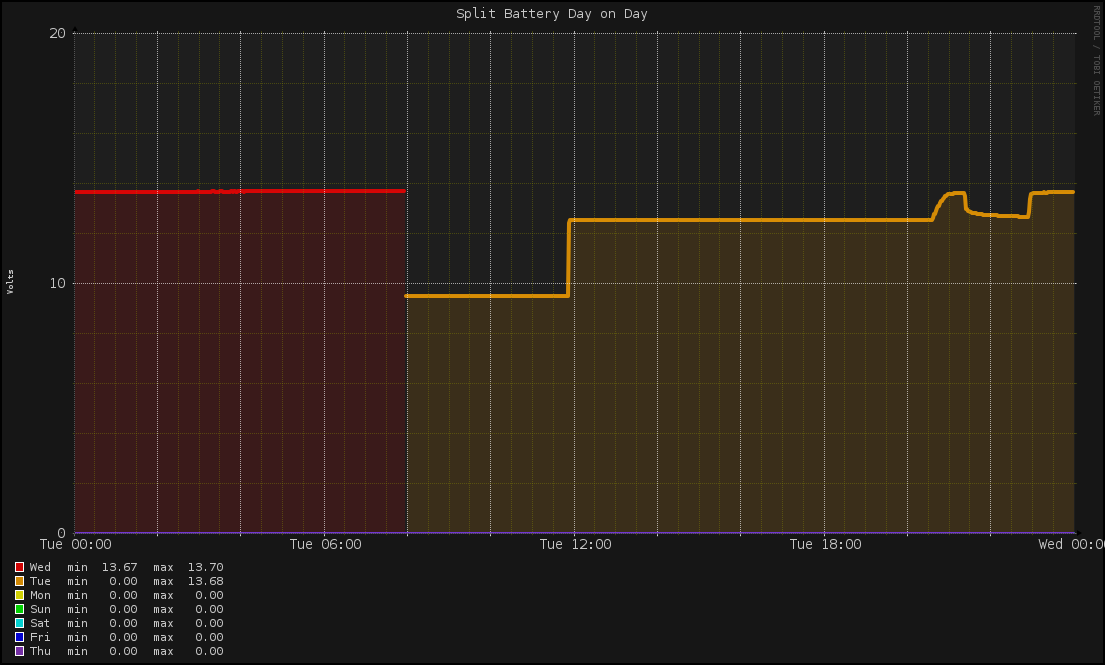 Split Battery Day on Day
RRDTOOL / TOBI OETIKER
Volts
20
10
0
Tue 00:00 Tue 06:00 Tue 12:00 Tue 18:00 Wed 00:00
Wed min 13.67 max 13.70
Tue min 0.00 max 13.68
Mon min 0.00 max 0.00
Sun min 0.00 max 0.00
Sat min 0.00 max 0.00
Fri min 0.00 max 0.00
Thu min 0.00 max 0.00